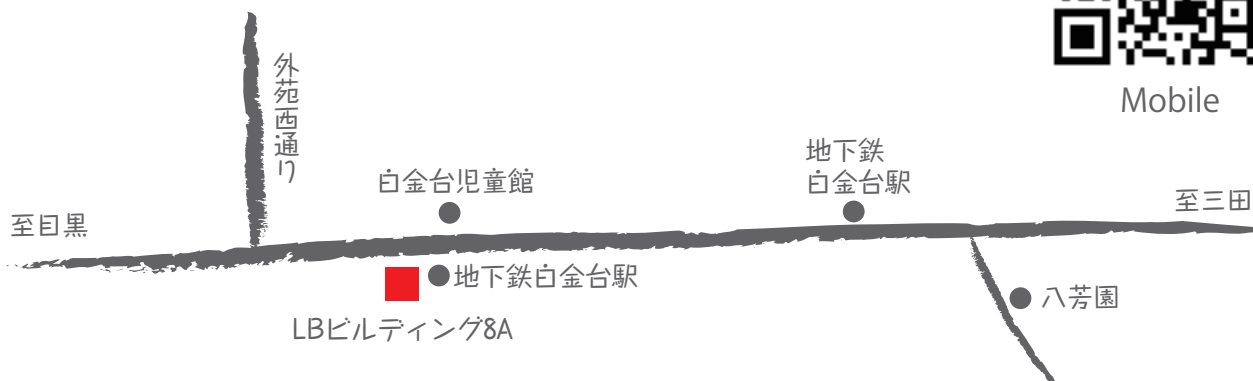 Mobile
外苑西通り
地下鉄
白金台駅
白金台児童館
至三田
至目黒
地下鉄白金台駅
八芳園
LBビルディング8A